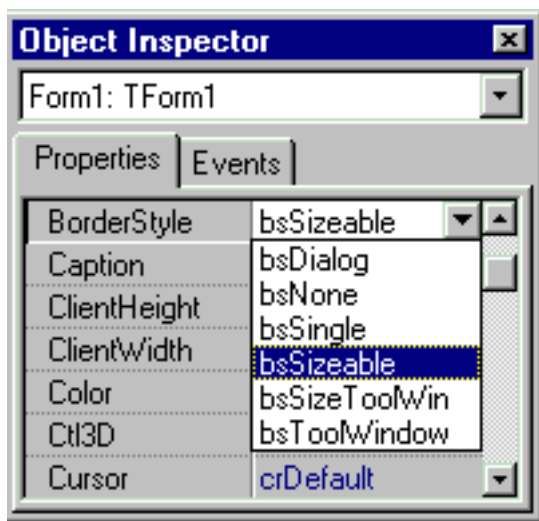 Object Inspector
Form1: TForm1
Properties Events
BorderStyle bsSizeable
Caption bsDialog
bsNone
ClientHeight bsSingle
ClientWidth bsSizeable
Color bsSizeToolWin
Ctl3D bsToolWindow
Cursor crDefault